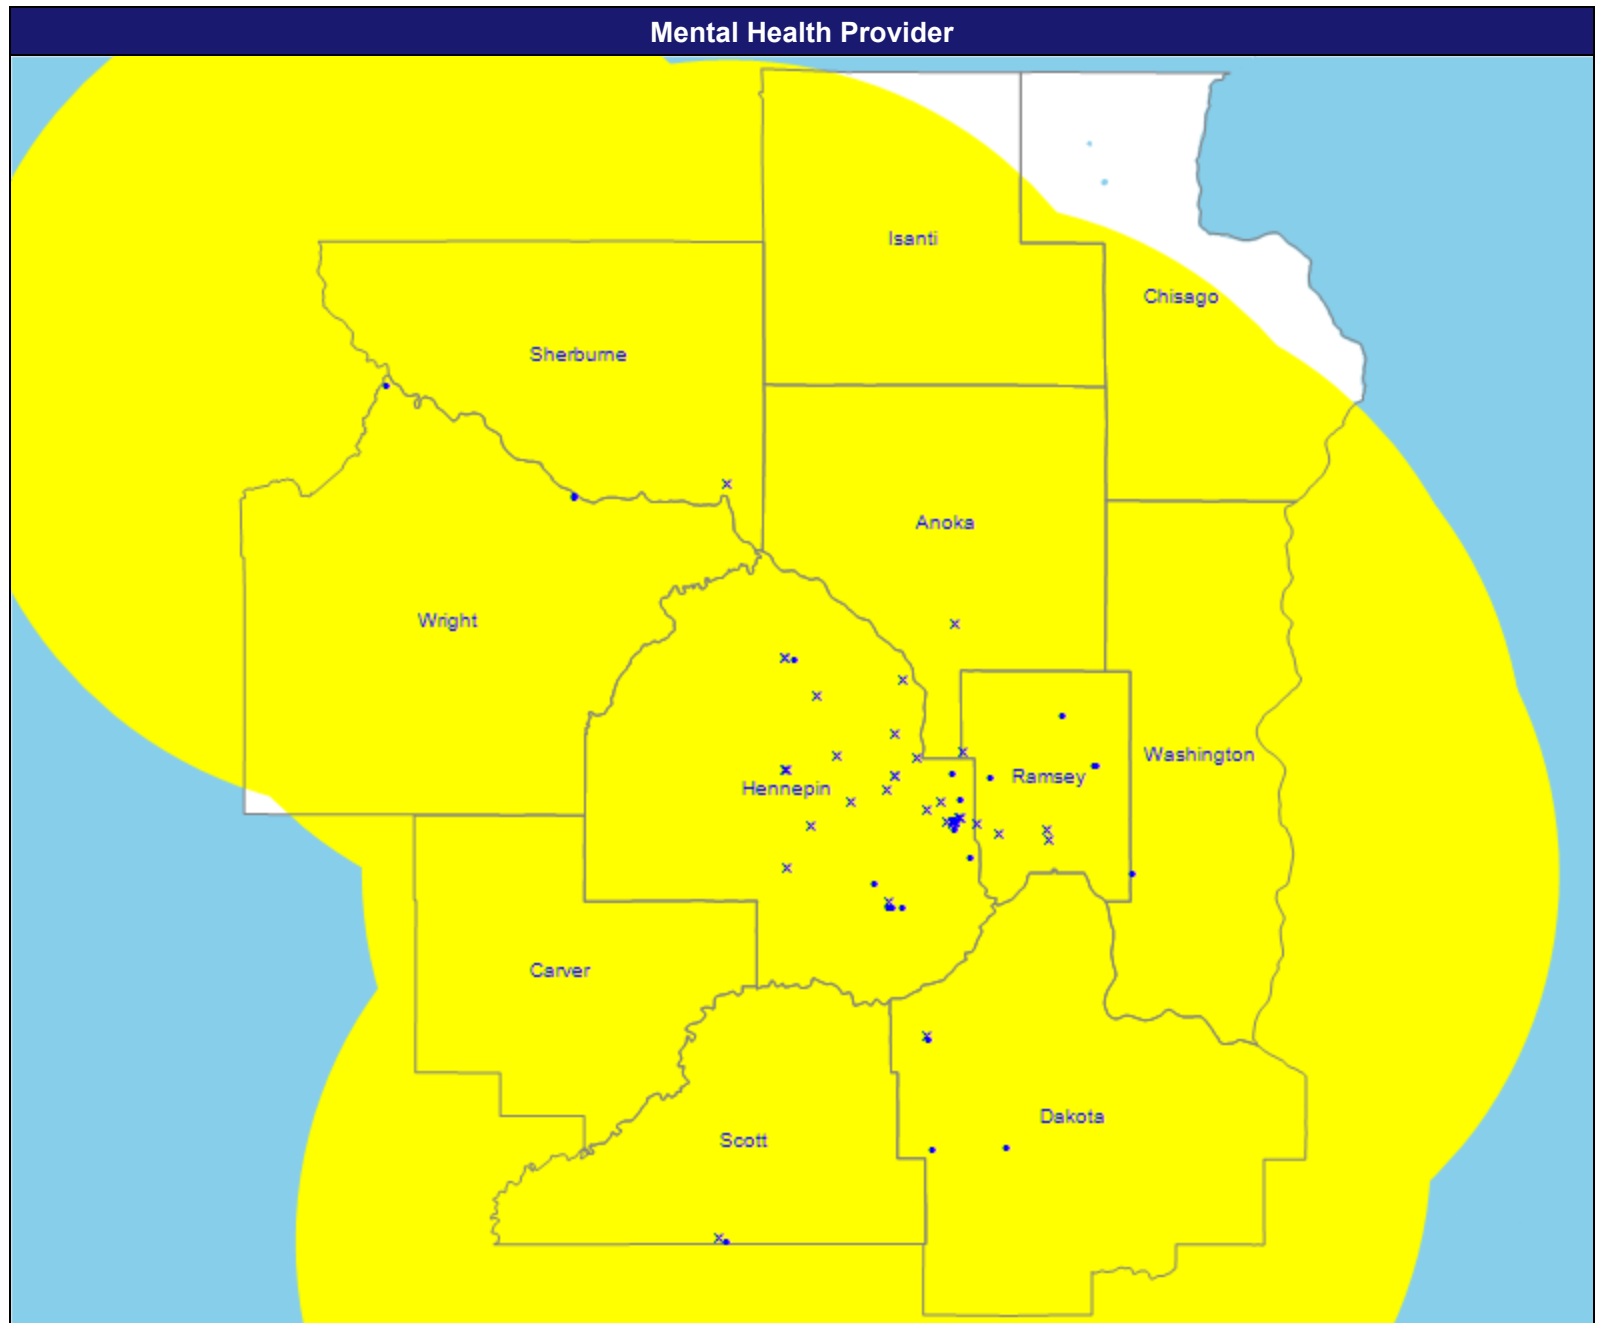 Mental Health Provider
Isanti
Chisago
Sherburne
Anoka
Wright
Washington
Ramsey
Hennepin
Carver
Dakota
Scott